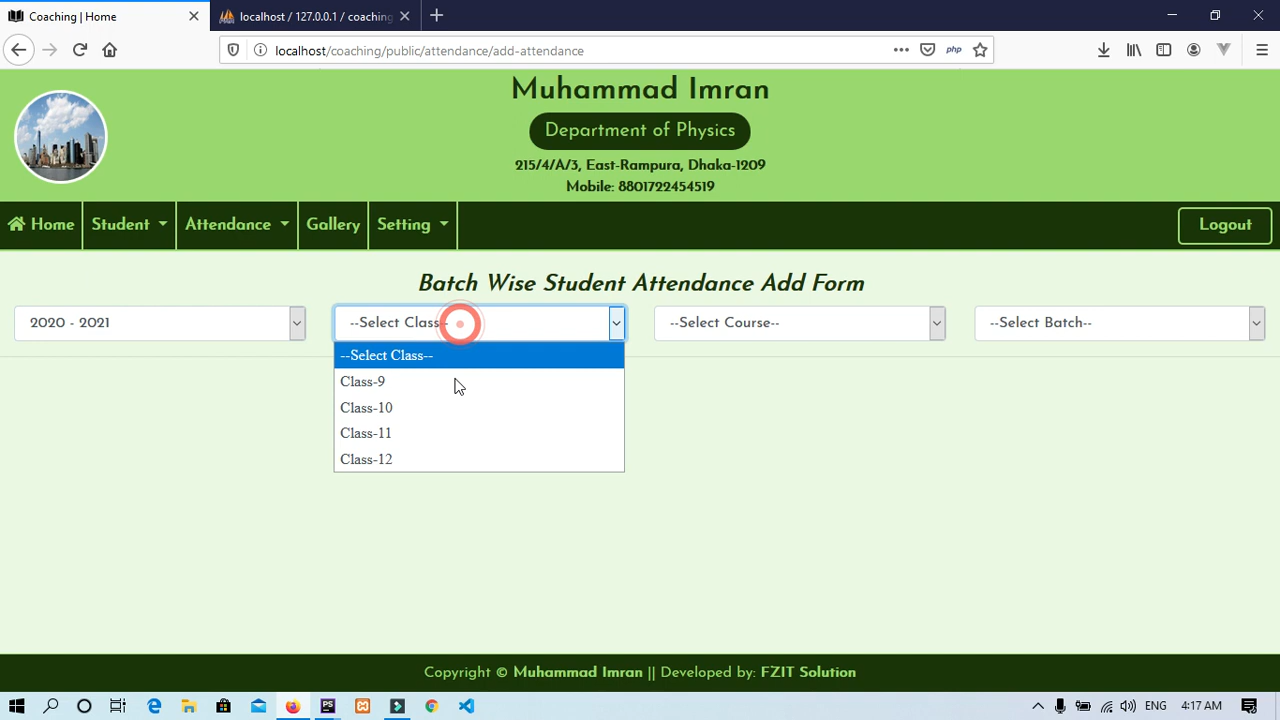 Coaching | Home
localhost / 127.0.0.1 / coaching
localhost/coaching/public/attendance/add-attendance
php
Muhammad Imran
Department of Physics
215/4/A/3, East-Rampura, Dhaka-1209
Mobile: 8801722454519
Home
Student
Attendance
Gallery
Setting
Logout
Batch Wise Student Attendance Add Form
2020 - 2021
--Select Class--
--Select Course--
--Select Batch--
--Select Class--
Class-9
Class-10
Class-11
Class-12
Copyright © Muhammad Imran || Developed by: FZIT Solution
PS
ENG
4:17 AM